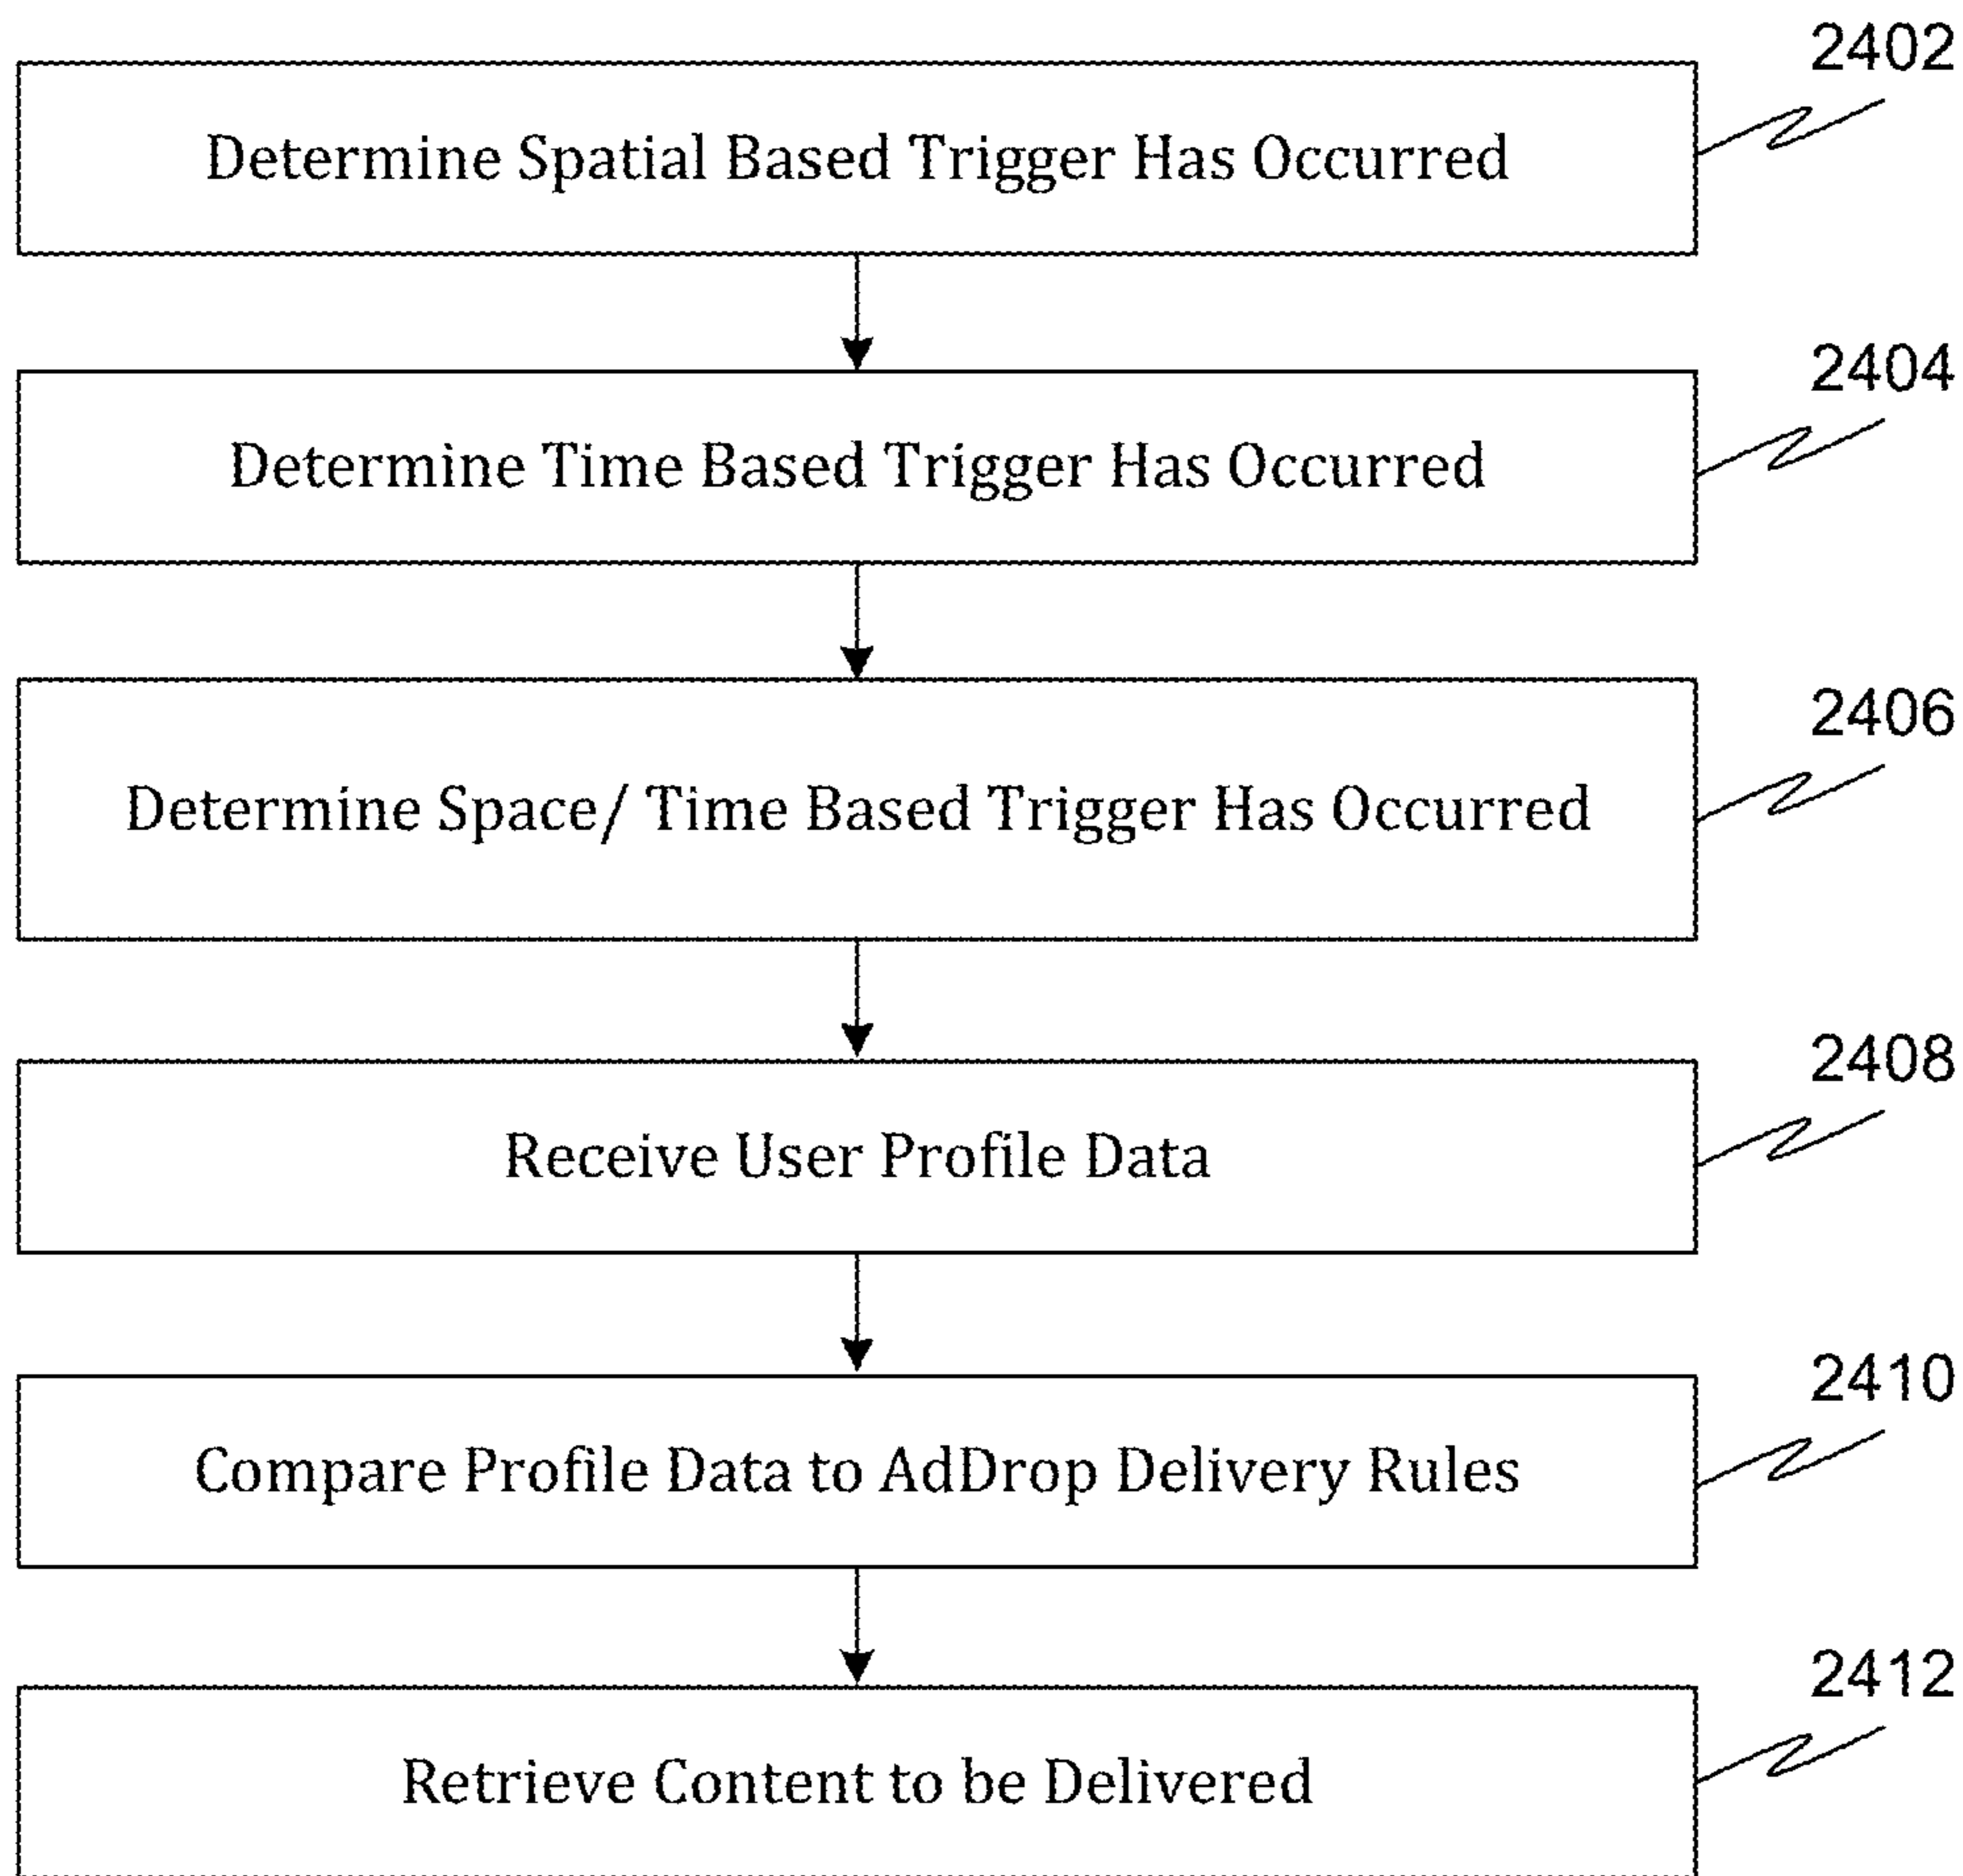 2402
Determine Spatial Based Trigger Has Occurred
2404
Determine Time Based Trigger Has Occurred
2406
Determine Space/ Time Based Trigger Has Occurred
2408
Receive User Profile Data
2410
Compare Profile Data to AdDrop Delivery Rules
2412
Retrieve Content to be Delivered